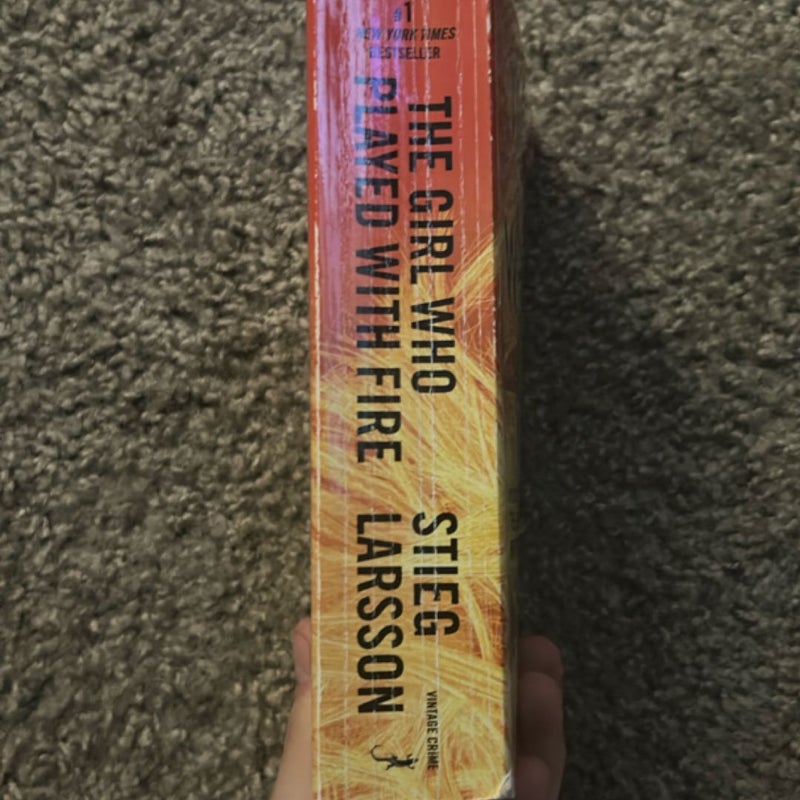 #1
NEW YORK TIMES
BESTSELLER
THE GIRL WHO
PLAYED WITH FIRE
STIEG
LARSSON
VINTAGE CRIME